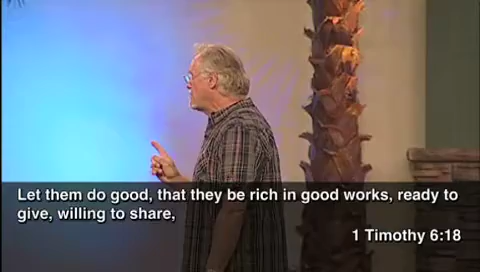 Let them do good, that they be rich in good works, ready to
give, willing to share,
1 Timothy 6:18